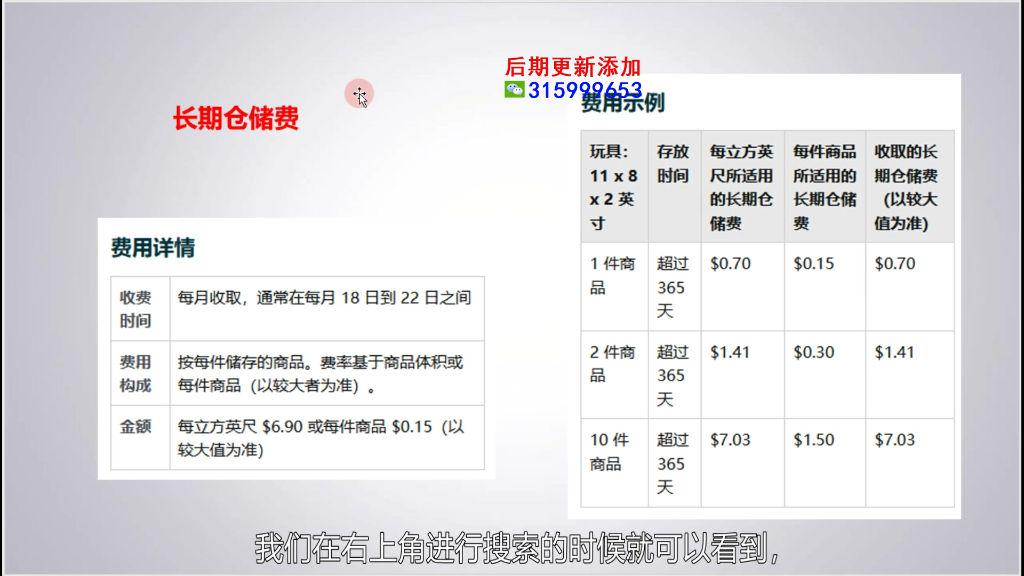 后期更新添加
315999653
长期仓储费
费用详情
收费
时间
每月收取，通常在每月 18 日到 22 日之间
费用
构成
按每件储存的商品。费率基于商品体积或
每件商品（以较大者为准）。
金额
每立方英尺 $6.90 或每件商品 $0.15（以
较大值为准）
费用示例
玩具：
11 x 8
x 2 英
寸
存放
时间
每立方英
尺所适用
的长期仓
储费
每件商品
所适用的
长期仓储
费
收取的长
期仓储费
（以较大
值为准）
1 件商
品
超过
365
天
$0.70
$0.15
$0.70
2 件商
品
超过
365
天
$1.41
$0.30
$1.41
10 件
商品
超过
365
天
$7.03
$1.50
$7.03
我们在右上角进行搜索的时候就可以看到，